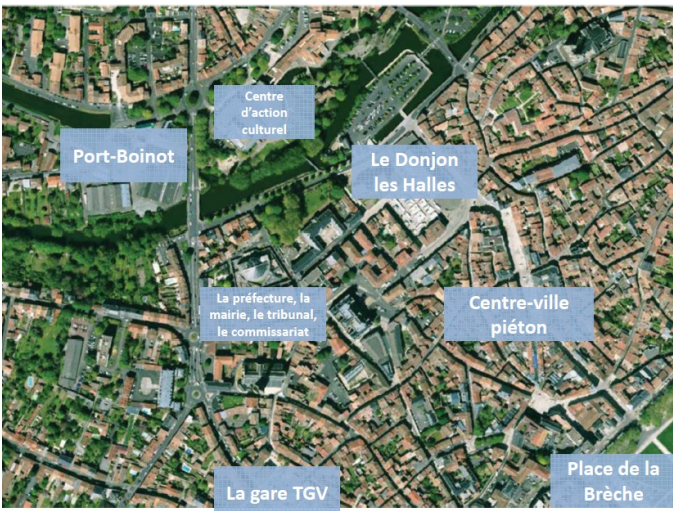 Centre
d'action
culturel
Port-Boinot
Le Donjon
les Halles
La préfecture, la
mairie, le tribunal,
le commissariat
Centre-ville
piéton
La gare TGV
Place de la
Brèche